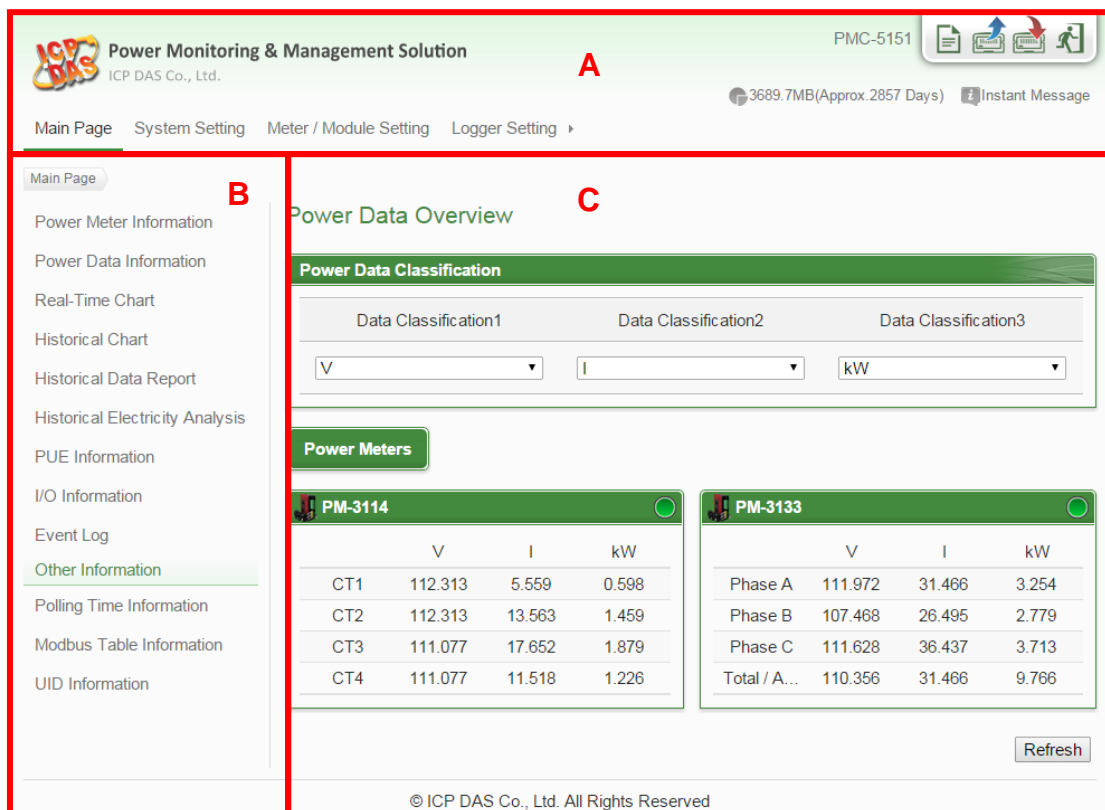 ICP DAS
Power Monitoring & Management Solution
ICP DAS Co., Ltd.
A
PMC-5151
3689.7MB(Approx.2857 Days) Instant Message
Main Page System Setting Meter / Module Setting Logger Setting
B
Main Page
Power Meter Information
Power Data Information
Real-Time Chart
Historical Chart
Historical Data Report
Historical Electricity Analysis
PUE Information
I/O Information
Event Log
Other Information
Polling Time Information
Modbus Table Information
UID Information
C
Power Data Overview
Power Data Classification
Data Classification1 Data Classification2 Data Classification3
V I kW
Power Meters
PM-3114
V I kW
CT1 112.313 5.559 0.598
CT2 112.313 13.563 1.459
CT3 111.077 17.652 1.879
CT4 111.077 11.518 1.226
PM-3133
V I kW
Phase A 111.972 31.466 3.254
Phase B 107.468 26.495 2.779
Phase C 111.628 36.437 3.713
Total / A... 110.356 31.466 9.766
Refresh
© ICP DAS Co., Ltd. All Rights Reserved